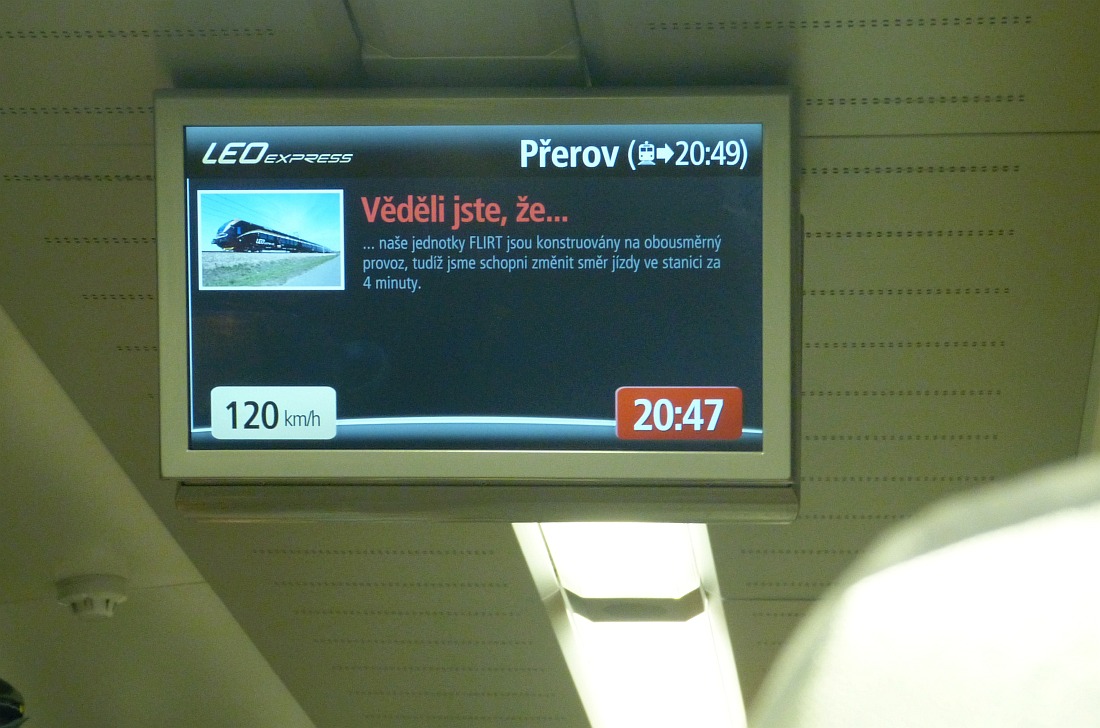 LEO EXPRESS
Přerov (➡20:49)
Věděli jste, že...
... naše jednotky FLIRT jsou konstruovány na obousměrný
provoz, tudíž jsme schopni změnit směr jízdy ve stanici za
4 minuty.
120 km/h
20:47